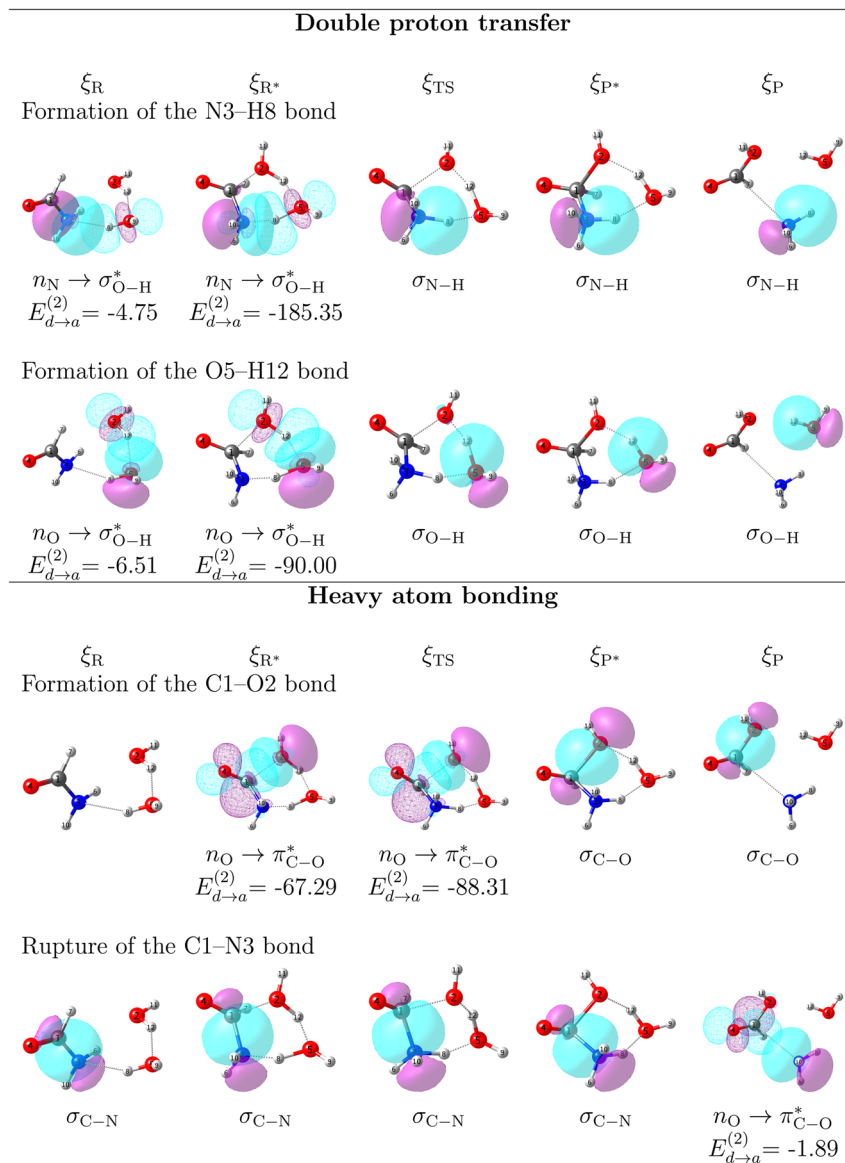 Double proton transfer
ξR ξR* ξTS ξP* ξP
Formation of the N3–H8 bond
nN → σ*O−H nN → σ*O−H σN−H σN−H σN−H
E(2)d→a= -4.75 E(2)d→a= -185.35
Formation of the O5–H12 bond
nO → σ*O−H nO → σ*O−H σO−H σO−H σO−H
E(2)d→a= -6.51 E(2)d→a= -90.00
Heavy atom bonding
ξR ξR* ξTS ξP* ξP
Formation of the C1–O2 bond
nO → π*C−O nO → π*C−O σC−O σC−O
E(2)d→a= -67.29 E(2)d→a= -88.31
Rupture of the C1–N3 bond
σC−N σC−N σC−N σC−N nO → π*C−O
E(2)d→a= -1.89